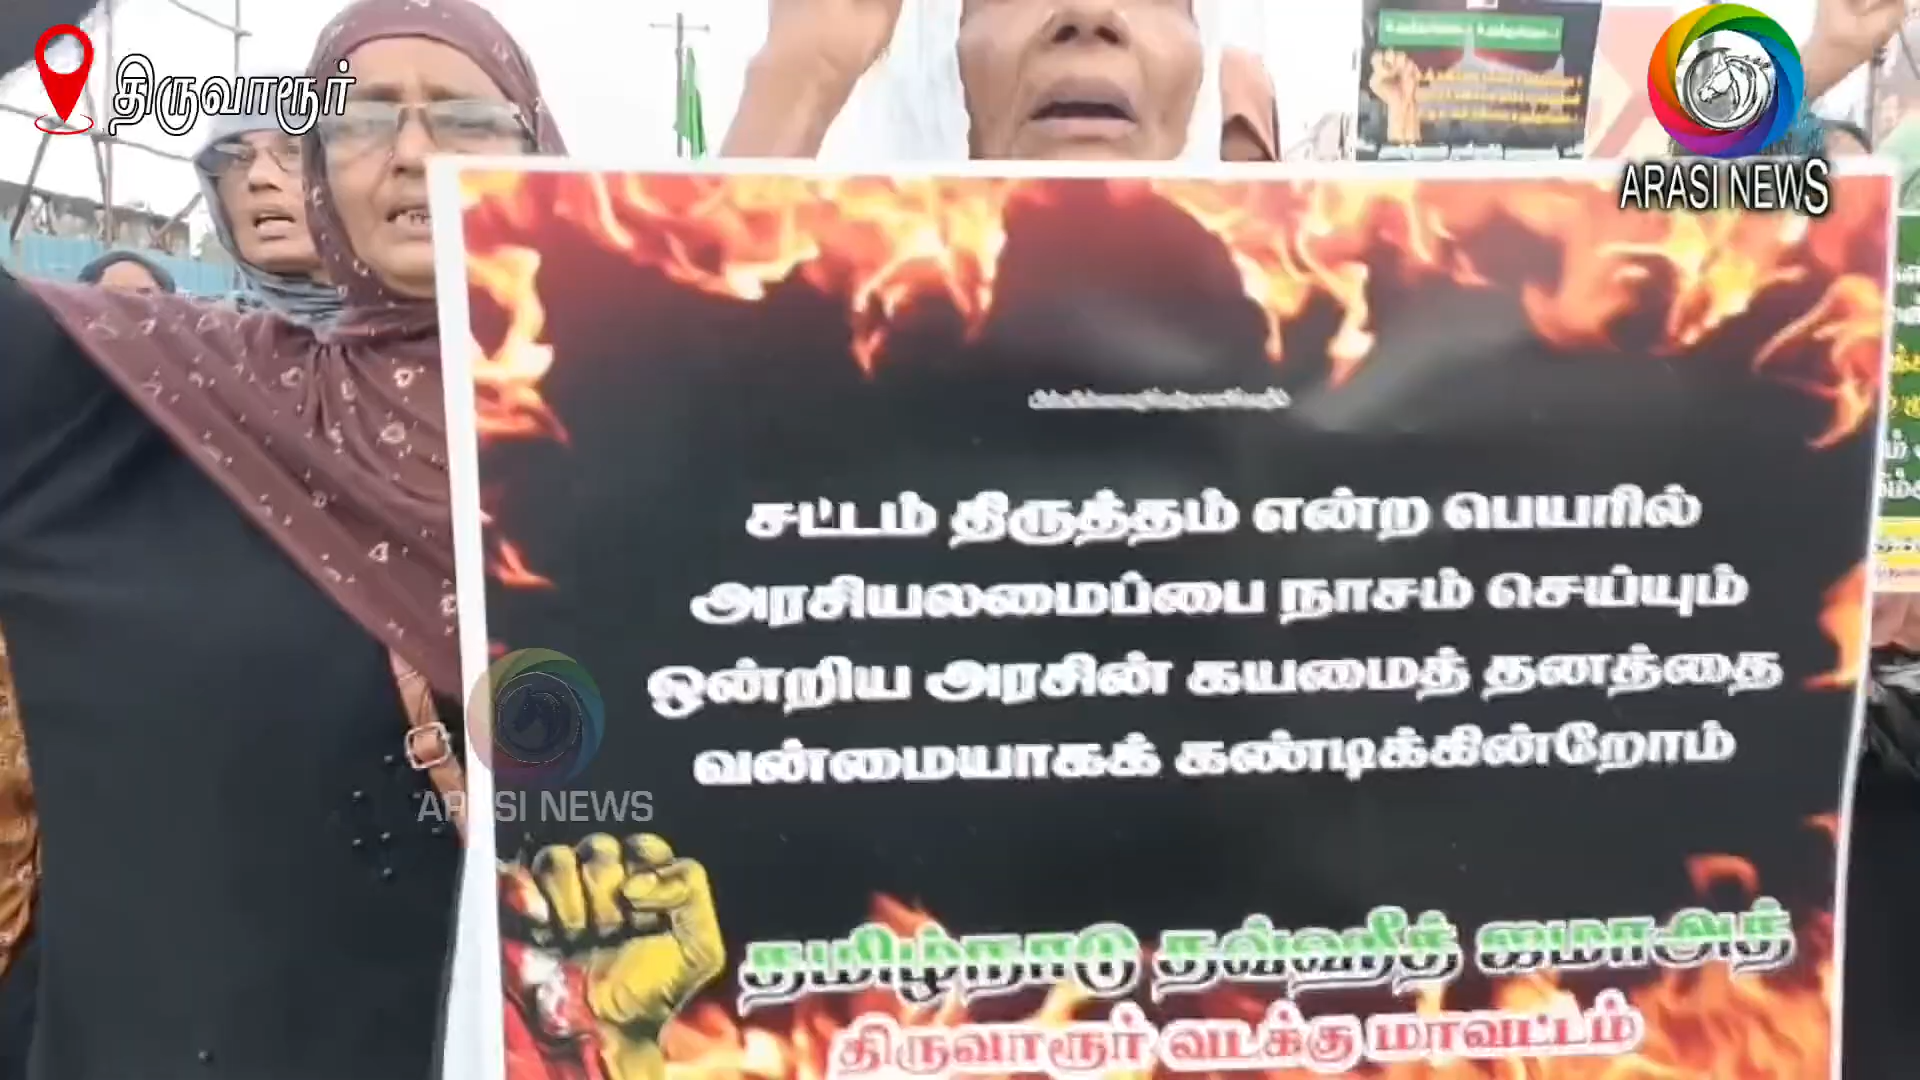 திருவாரூர்
ARASI NEWS
சட்டம் திருத்தம் என்ற பெயரில்
அரசியலமைப்பை நாசம் செய்யும்
ஒன்றிய அரசின் கயமைத் தனத்தை
வன்மையாகக் கண்டிக்கின்றோம்
ARASI NEWS
தமிழ்நாடு தவ்ஹீத் ஜமாஅத்
திருவாரூர் வடக்கு மாவட்டம்